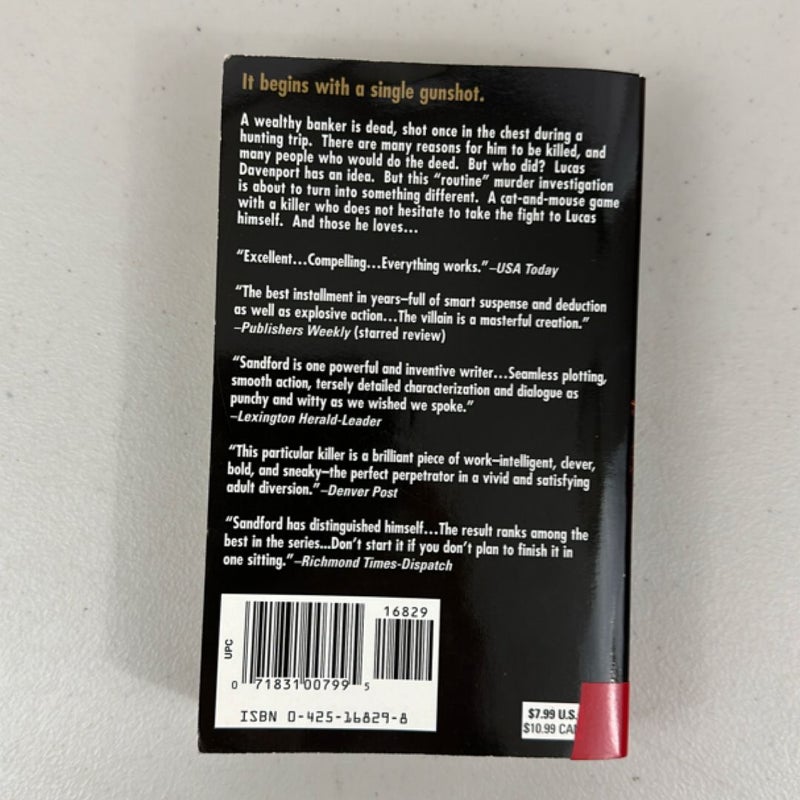 It begins with a single gunshot.
A wealthy banker is dead, shot once in the chest during a
hunting trip. There are many reasons for him to be killed, and
many people who would do the deed. But who did? Lucas
Davenport has an idea. But this “routine” murder investigation
is about to turn into something different. A cat-and-mouse game
with a killer who does not hesitate to take the fight to Lucas
himself. And those he loves...
“Excellent...Compelling...Everything works.” –USA Today
“The best installment in years–full of smart suspense and deduction
as well as explosive action...The villain is a masterful creation.”
–Publishers Weekly (starred review)
“Sandford is one powerful and inventive writer...Seamless plotting,
smooth action, tersely detailed characterization and dialogue as
punchy and witty as we wished we spoke.”
–Lexington Herald-Leader
“This particular killer is a brilliant piece of work–intelligent, clever,
bold, and sneaky–the perfect perpetrator in a vivid and satisfying
adult diversion.” –Denver Post
“Sandford has distinguished himself...The result ranks among the
best in the series...Don’t start it if you don’t plan to finish it in
one sitting.” –Richmond Times-Dispatch
16829
UPC
0 71831 00799 5
ISBN 0-425-16829-8
$7.99 U.S.
$10.99 CA